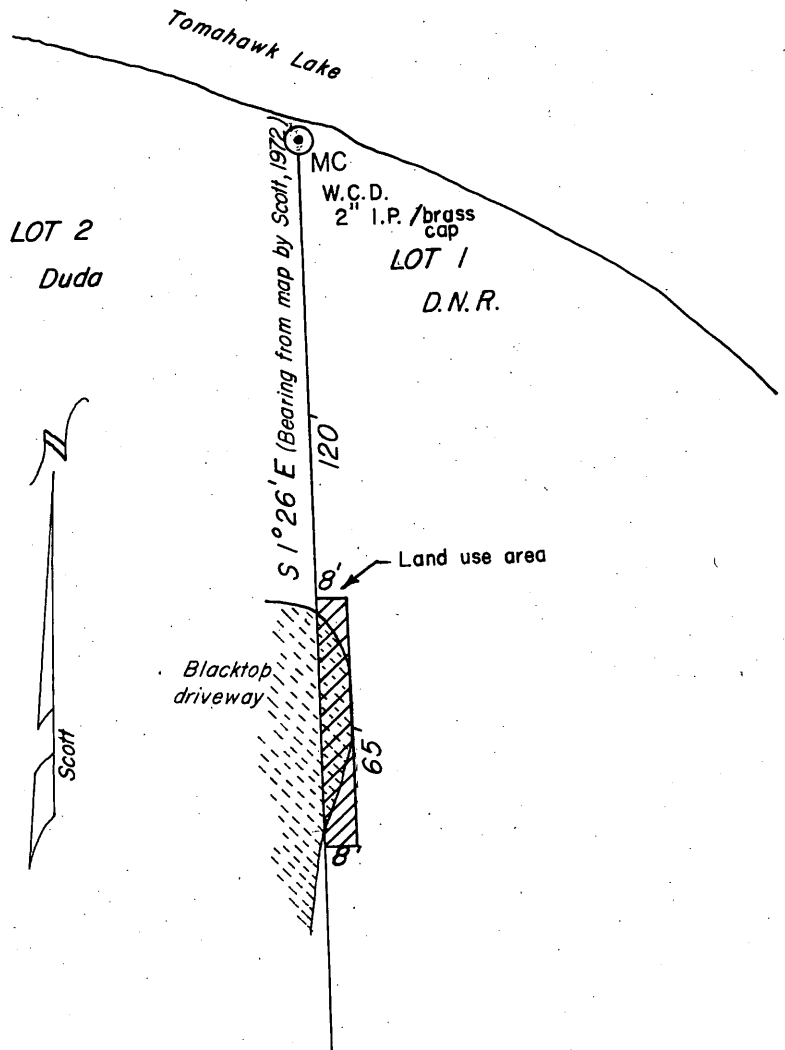 Tomahawk Lake
MC
W.C.D.
2" I.P. /brass
cap
LOT 2
Duda
LOT 1
D.N.R.
S 1° 26' E (Bearing from map by Scott, 1972)
120'
N
Scott
8'
Land use area
Blacktop
driveway
65'
8'